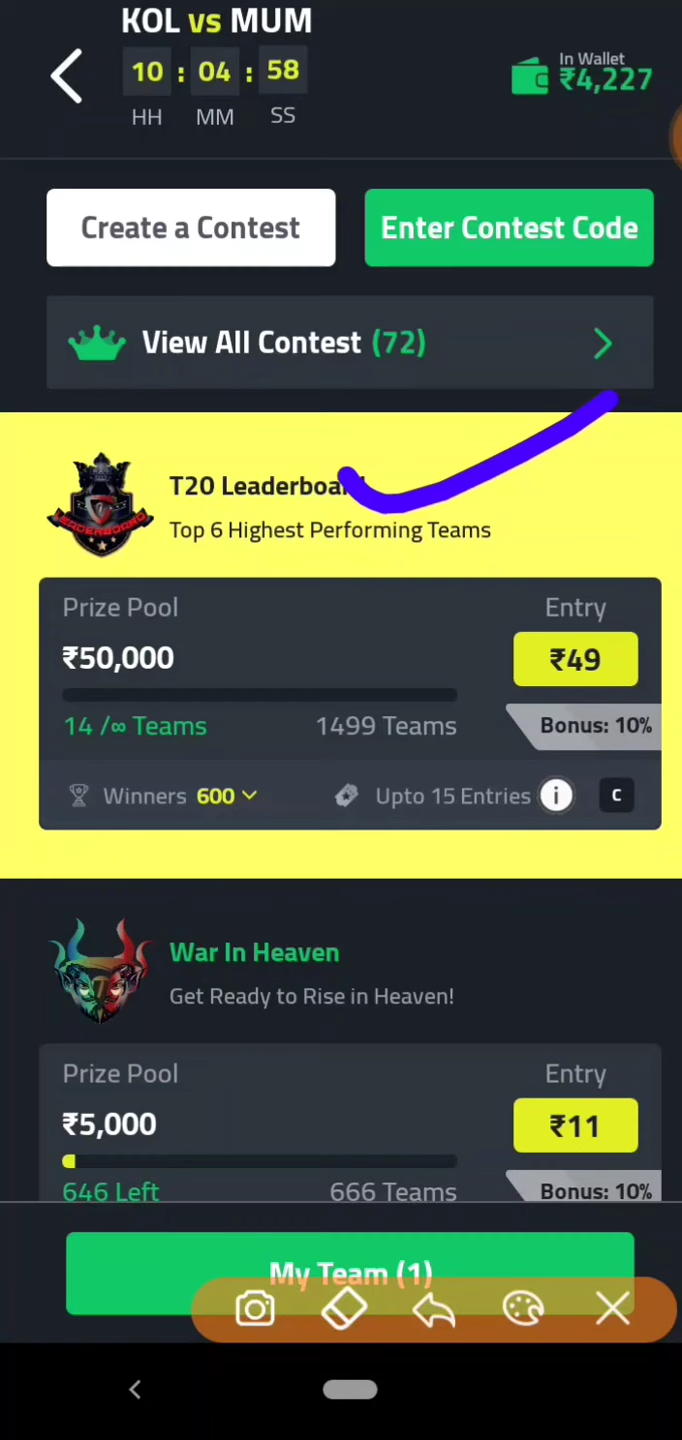 KOL vs MUM
10 : 04 : 58
HH MM SS
In Wallet
₹4,227
Create a Contest
Enter Contest Code
View All Contest (72)
LEADERBOARD
T20 Leaderboard
Top 6 Highest Performing Teams
Prize Pool
Entry
₹50,000
₹49
14 /∞ Teams
1499 Teams
Bonus: 10%
Winners 600
Upto 15 Entries
i
C
War In Heaven
Get Ready to Rise in Heaven!
Prize Pool
Entry
₹5,000
₹11
646 Left
666 Teams
Bonus: 10%
My Team (1)